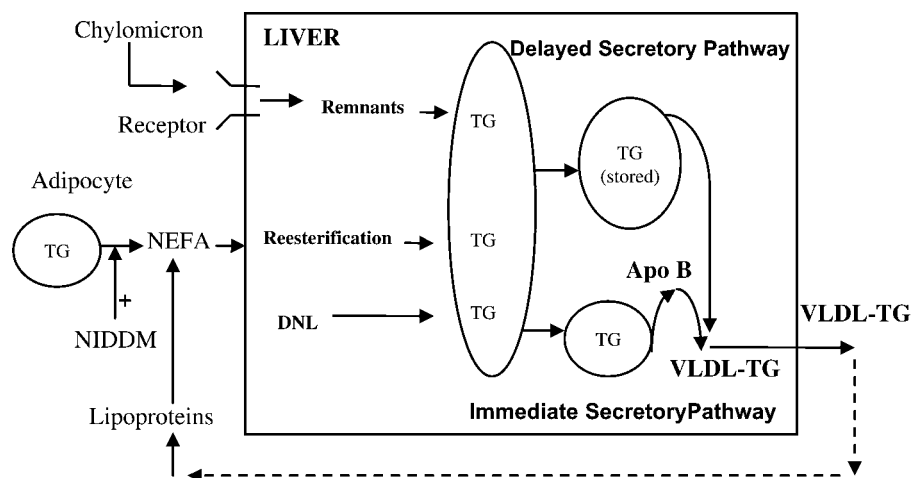 Chylomicron
LIVER
Delayed Secretory Pathway
Receptor
Remnants
TG
TG
(stored)
Adipocyte
TG
NEFA
Reesterification
TG
Apo B
+
NIDDM
DNL
TG
TG
VLDL-TG
VLDL-TG
Lipoproteins
Immediate SecretoryPathway